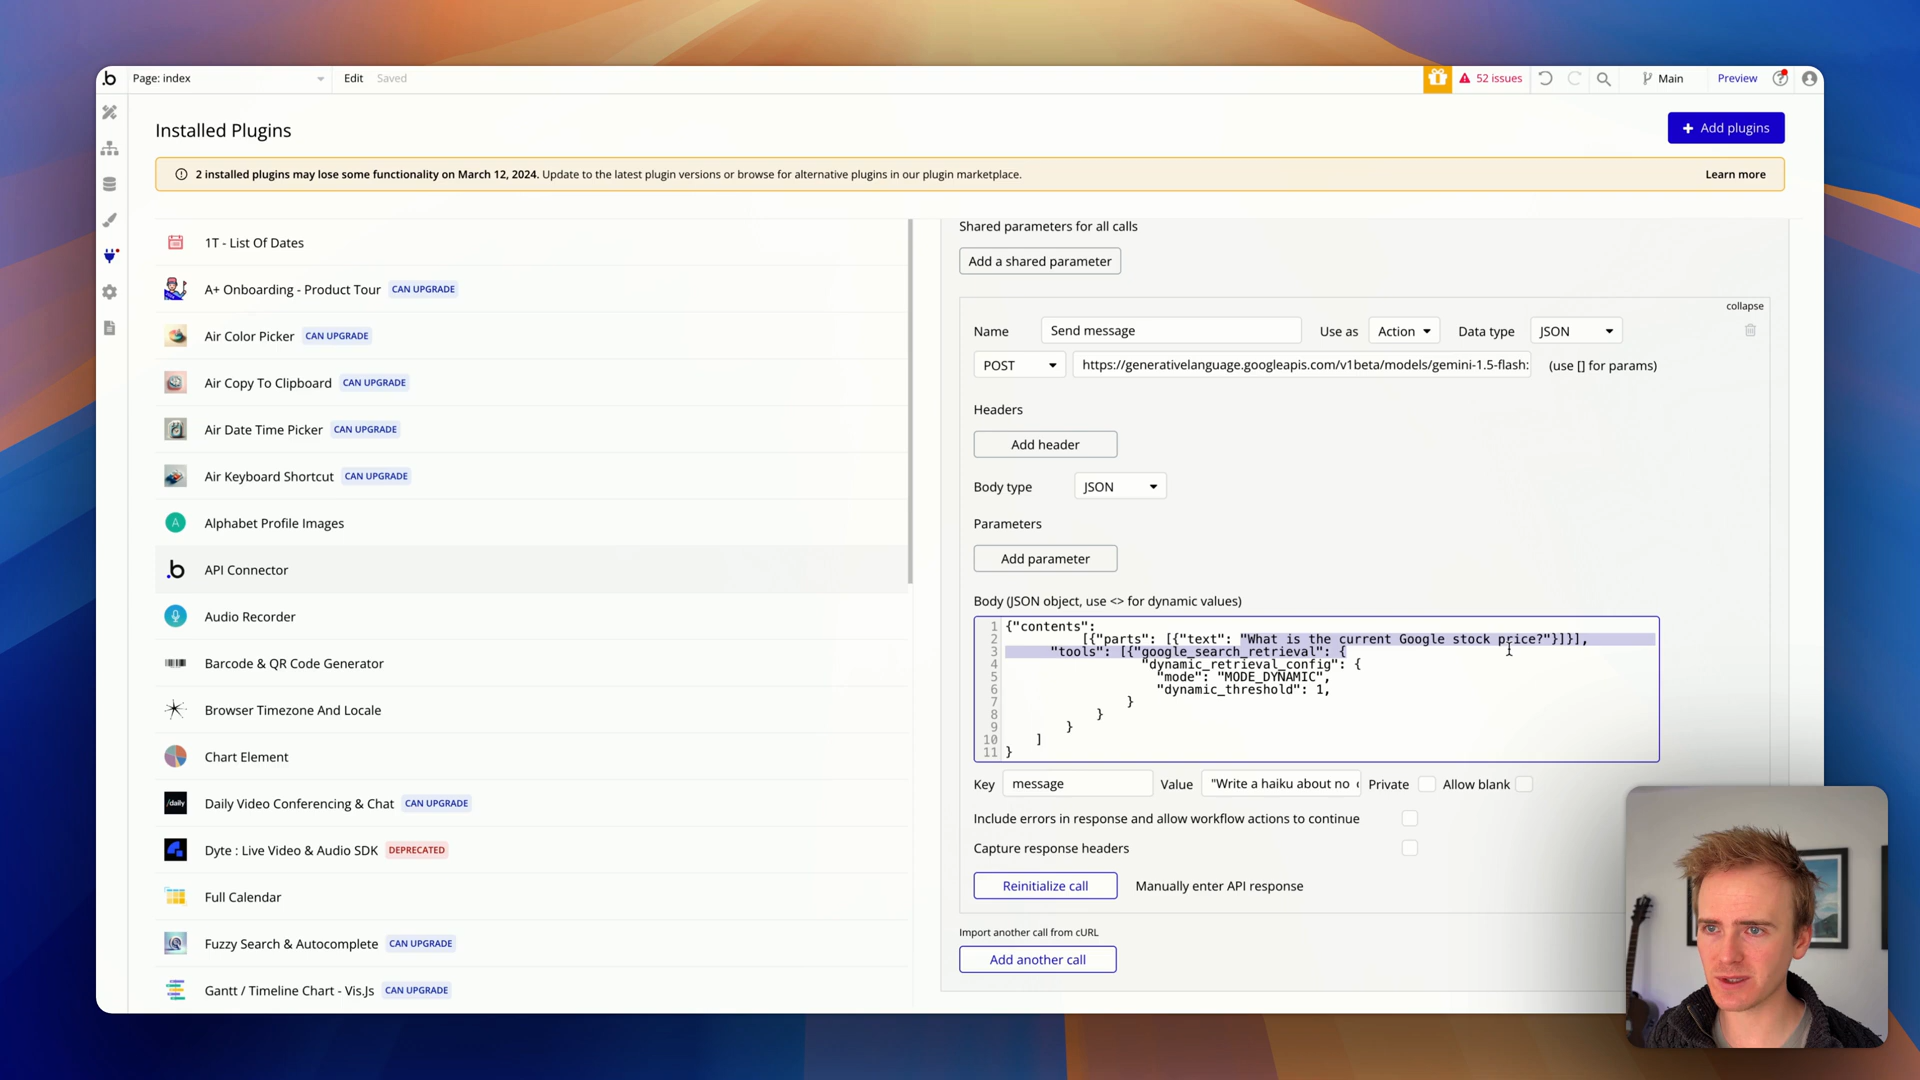 .b Page: index Edit Saved 52 issues Main Preview
Installed Plugins
+ Add plugins
2 installed plugins may lose some functionality on March 12, 2024. Update to the latest plugin versions or browse for alternative plugins in our plugin marketplace. Learn more
1T - List Of Dates
A+ Onboarding - Product Tour CAN UPGRADE
Air Color Picker CAN UPGRADE
Air Copy To Clipboard CAN UPGRADE
Air Date Time Picker CAN UPGRADE
Air Keyboard Shortcut CAN UPGRADE
A Alphabet Profile Images
.b API Connector
Audio Recorder
Barcode & QR Code Generator
Browser Timezone And Locale
Chart Element
/daily Daily Video Conferencing & Chat CAN UPGRADE
Dyte : Live Video & Audio SDK DEPRECATED
Full Calendar
Fuzzy Search & Autocomplete CAN UPGRADE
Gantt / Timeline Chart - Vis.Js CAN UPGRADE
Shared parameters for all calls
Add a shared parameter
collapse
Name Send message Use as Action Data type JSON
POST https://generativelanguage.googleapis.com/v1beta/models/gemini-1.5-flash: (use [] for params)
Headers
Add header
Body type JSON
Parameters
Add parameter
Body (JSON object, use <> for dynamic values)
1 {"contents":
2 [{"parts": [{"text": "What is the current Google stock price?"}]}],
3 "tools": [{"google_search_retrieval": {
4 "dynamic_retrieval_config": {
5 "mode": "MODE_DYNAMIC",
6 "dynamic_threshold": 1,
7 }
8 }
9 }
10 ]
11 }
Key message Value "Write a haiku about no Private Allow blank
Include errors in response and allow workflow actions to continue
Capture response headers
Reinitialize call Manually enter API response
Import another call from cURL
Add another call